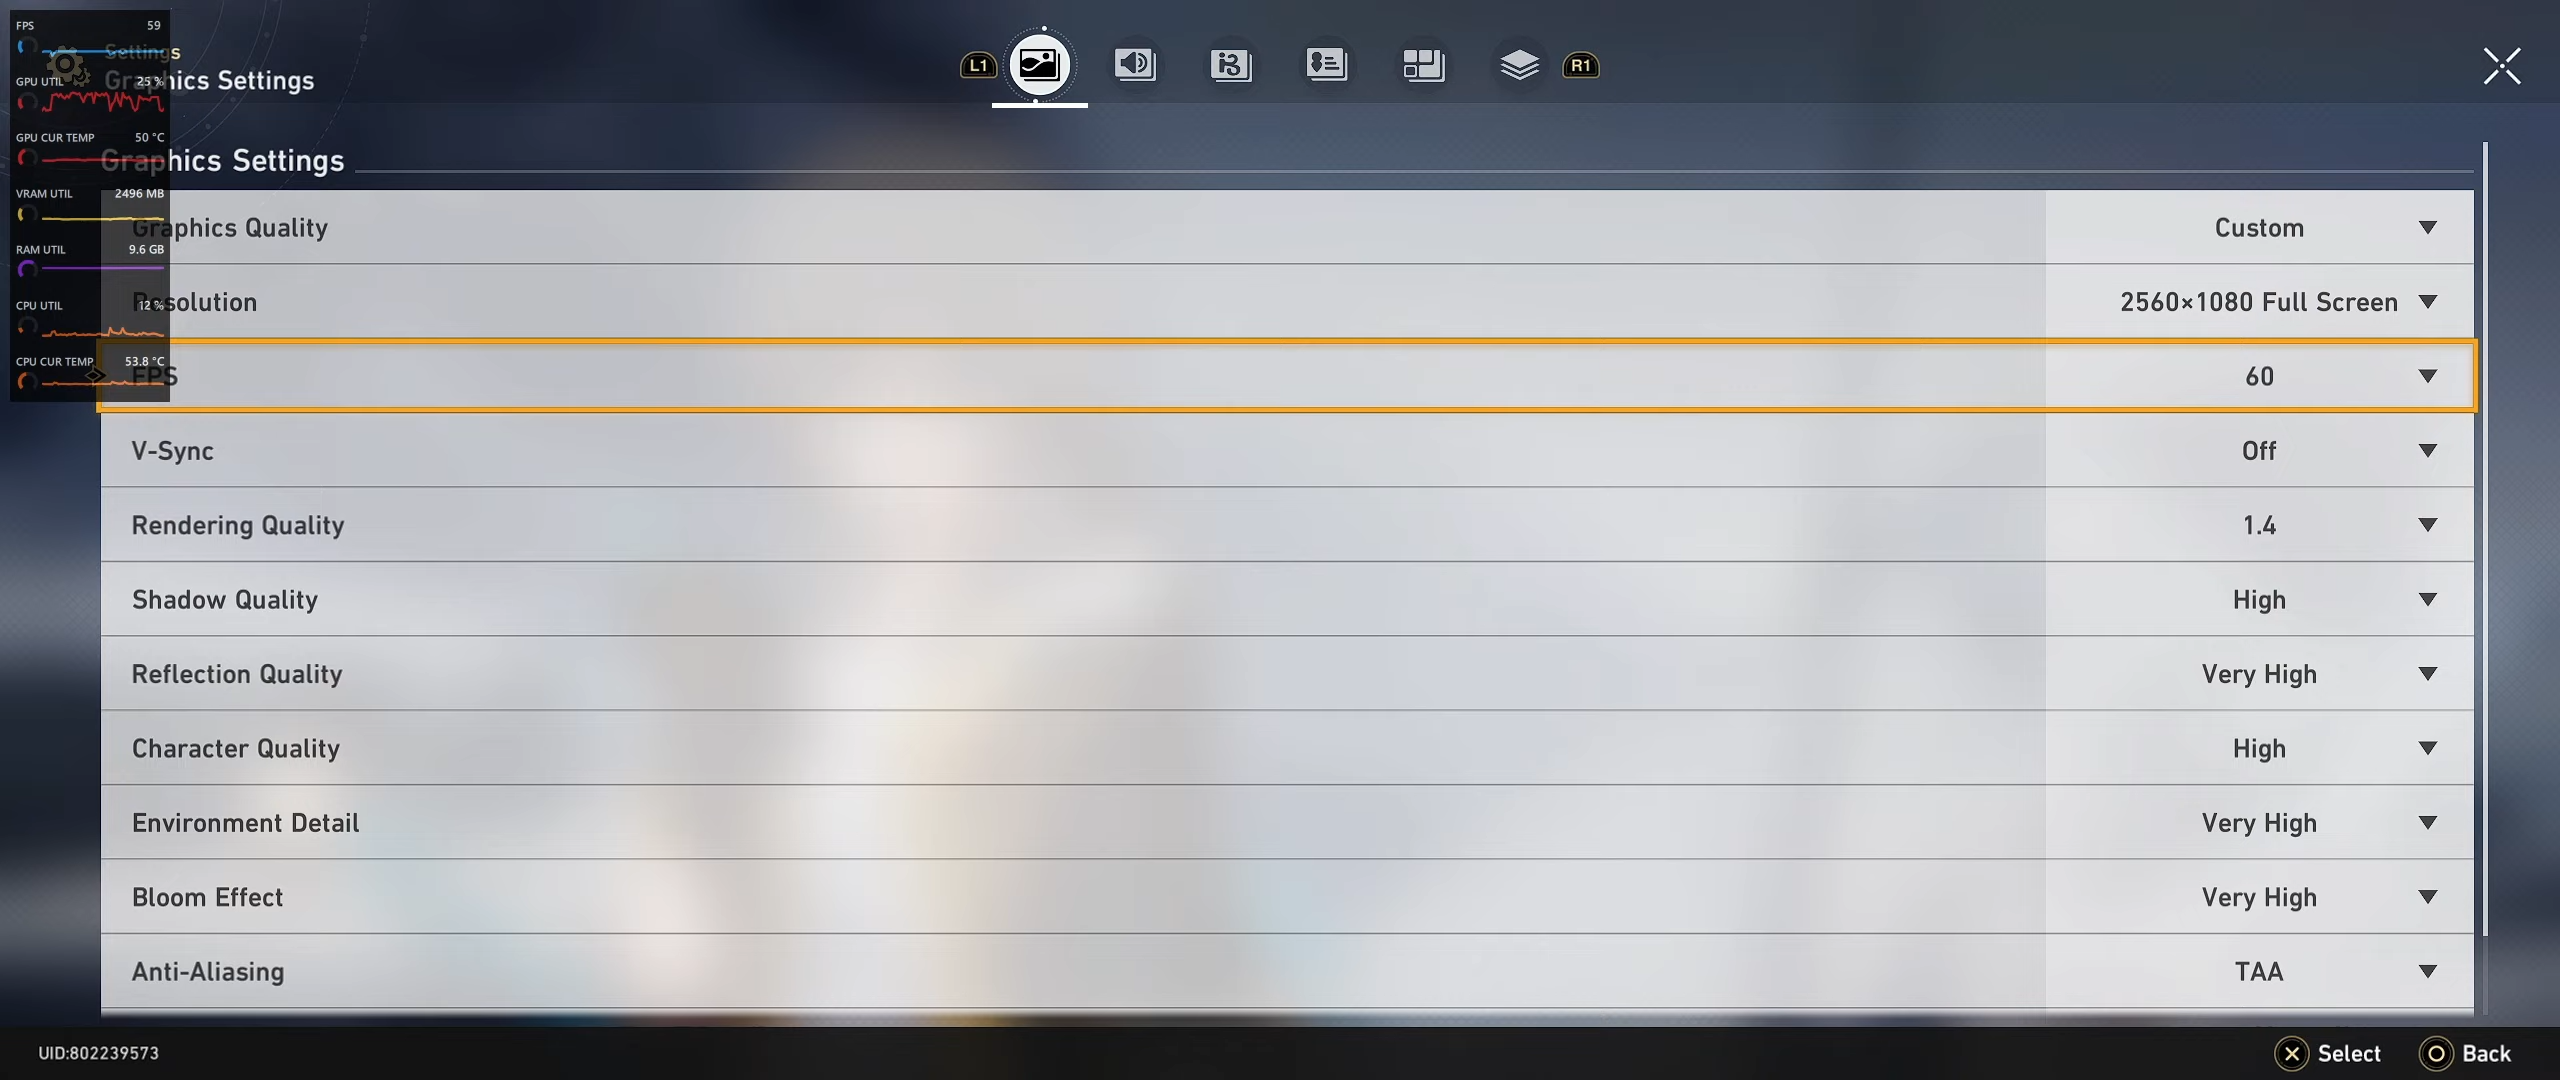 FPS 59
Settings
GPU UTIL 25 %
Graphics Settings
L1
R1
GPU CUR TEMP 50 °C
Graphics Settings
VRAM UTIL 2496 MB
Graphics Quality Custom
RAM UTIL 9.6 GB
CPU UTIL 12 %
Resolution 2560×1080 Full Screen
CPU CUR TEMP 53.8 °C
FPS 60
V-Sync Off
Rendering Quality 1.4
Shadow Quality High
Reflection Quality Very High
Character Quality High
Environment Detail Very High
Bloom Effect Very High
Anti-Aliasing TAA
UID:802239573
Select
Back